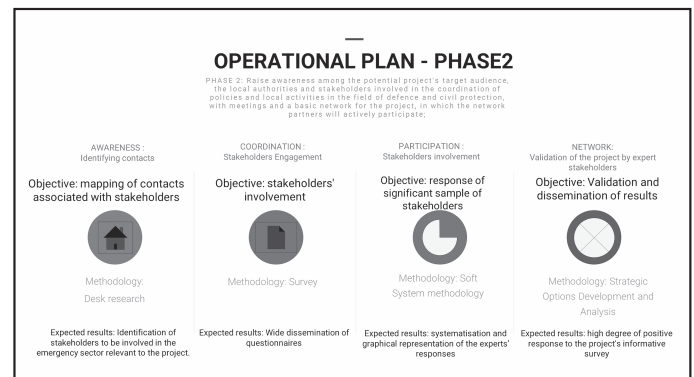 OPERATIONAL PLAN - PHASE2
PHASE 2: Raise awareness among the potential project's target audience,
the local authorities and stakeholders involved in the coordination of
policies and local activities in the field of defence and civil protection,
with meetings and a basic network for the project, in which the network
partners will actively participate;
AWARENESS :
Identifying contacts
Objective: mapping of contacts
associated with stakeholders
Methodology:
Desk research
Expected results: Identification of
stakeholders to be involved in the
emergency sector relevant to the project.
COORDINATION :
Stakeholders Engagement
Objective: stakeholders'
involvement
Methodology: Survey
Expected results: Wide dissemination of
questionnaires
PARTICIPATION :
Stakeholders involvement
Objective: response of
significant sample of
stakeholders
Methodology: Soft
System methodology
Expected results: systematisation and
graphical representation of the experts'
responses
NETWORK:
Validation of the project by expert
stakeholders
Objective: Validation and
dissemination of results
Methodology: Strategic
Options Development and
Analysis
Expected results: high degree of positive
response to the project's informative
survey